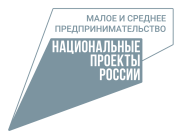 МАЛОЕ И СРЕДНЕЕ
ПРЕДПРИНИМАТЕЛЬСТВО
НАЦИОНАЛЬНЫЕ
ПРОЕКТЫ
РОССИИ